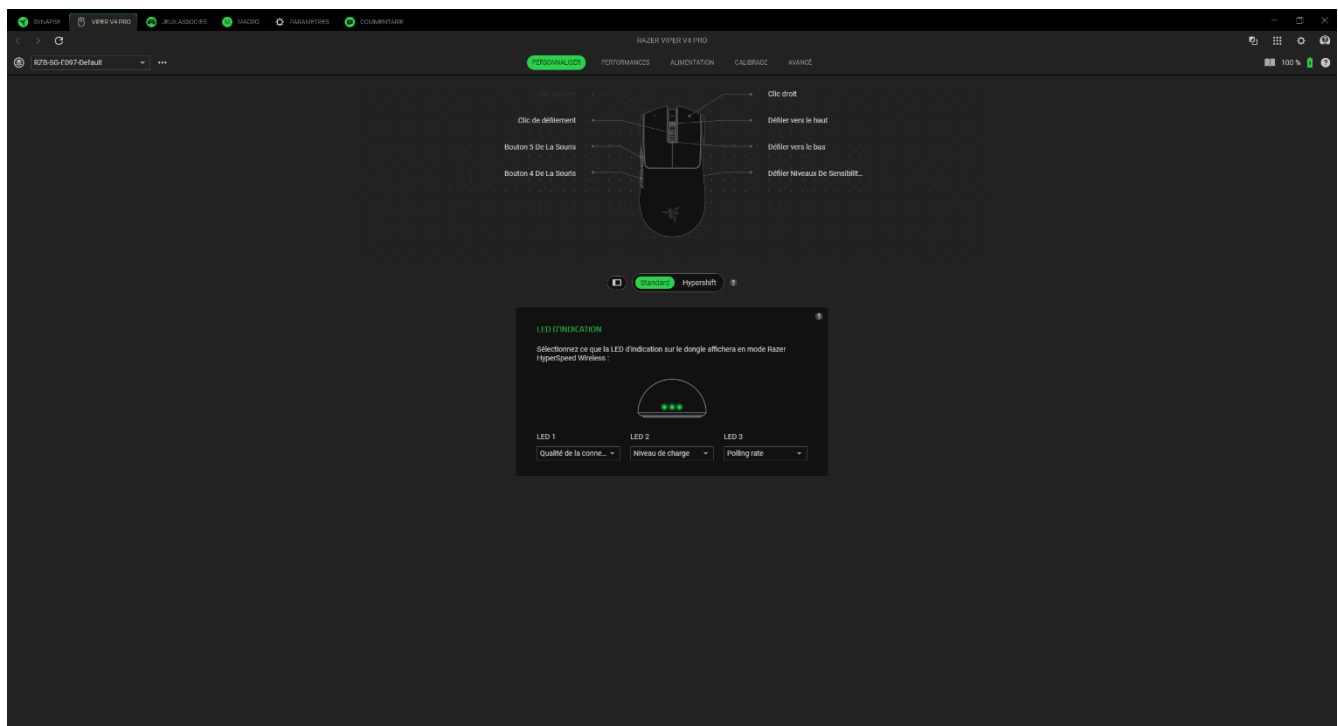 SYNAPSE
VIPER V4 PRO
JEUX ASSOCIÉS
MACRO
PARAMÈTRES
COMMENTAIRE
RAZER VIPER V4 PRO
RZB-SG-F097-Default
PERSONNALISER
PERFORMANCES
ALIMENTATION
CALIBRAGE
AVANCÉ
100 %
Clic gauche
Clic droit
Clic de défilement
Défiler vers le haut
Bouton 5 De La Souris
Défiler vers le bas
Bouton 4 De La Souris
Défiler Niveaux De Sensibilit...
Standard
Hypershift
LED D'INDICATION
Sélectionnez ce que la LED d'indication sur le dongle affichera en mode Razer
HyperSpeed Wireless :
LED 1
LED 2
LED 3
Qualité de la conne...
Niveau de charge
Polling rate